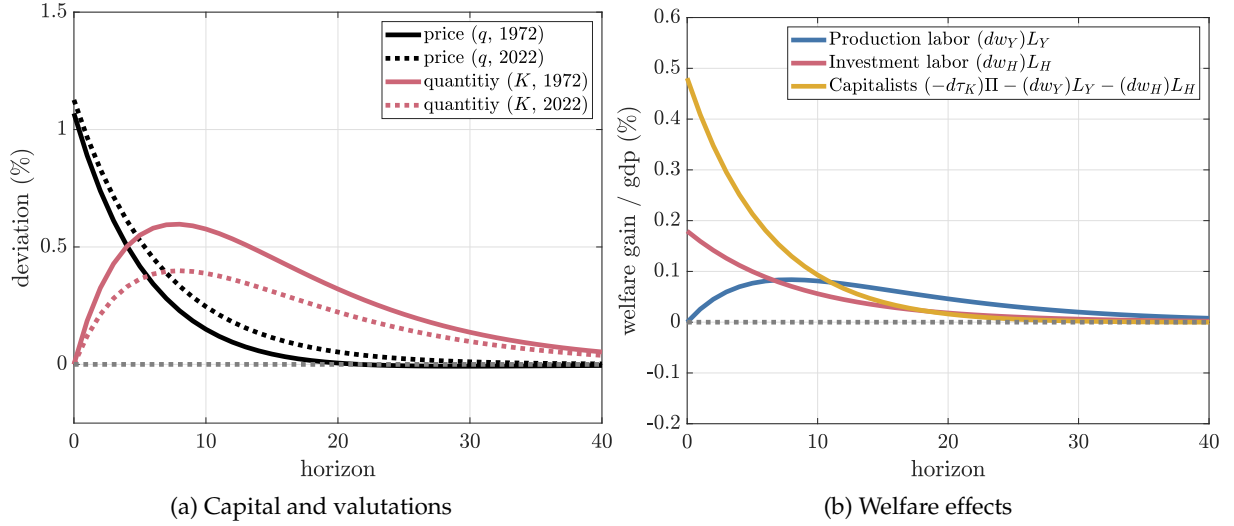 1.5
1
0.5
0
deviation (%)
price (q, 1972)
price (q, 2022)
quantitiy (K, 1972)
quantitiy (K, 2022)
0 10 20 30 40
horizon
(a) Capital and valutations
0.6
0.5
0.4
0.3
0.2
0.1
0
-0.1
-0.2
welfare gain / gdp (%)
Production labor (dw_Y)L_Y
Investment labor (dw_H)L_H
Capitalists (−dτ_K)Π − (dw_Y)L_Y − (dw_H)L_H
0 10 20 30 40
horizon
(b) Welfare effects